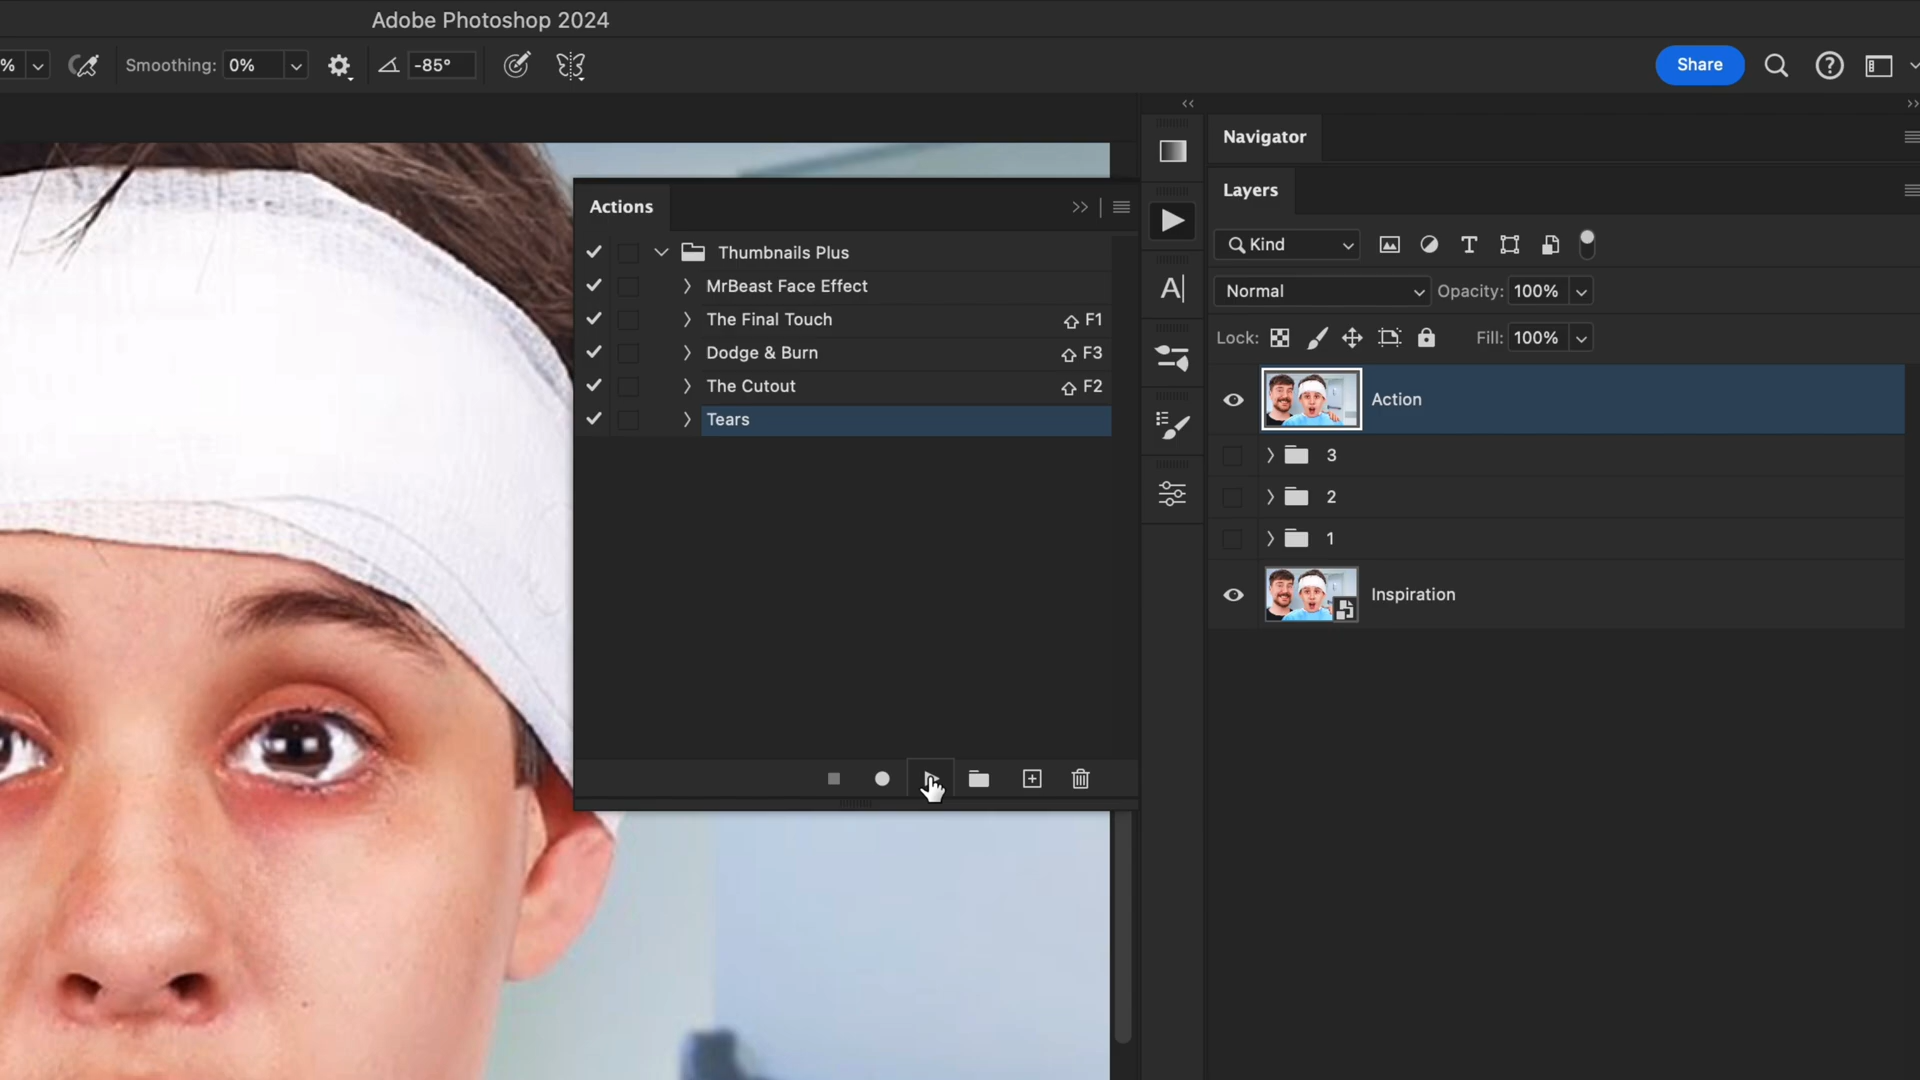 Adobe Photoshop 2024
%
Smoothing: 0%
-85°
Share
Navigator
Layers
Actions
Kind
Thumbnails Plus
MrBeast Face Effect
Normal Opacity: 100%
The Final Touch F1
Lock: Fill: 100%
Dodge & Burn F3
The Cutout F2
Action
Tears
3
2
1
Inspiration